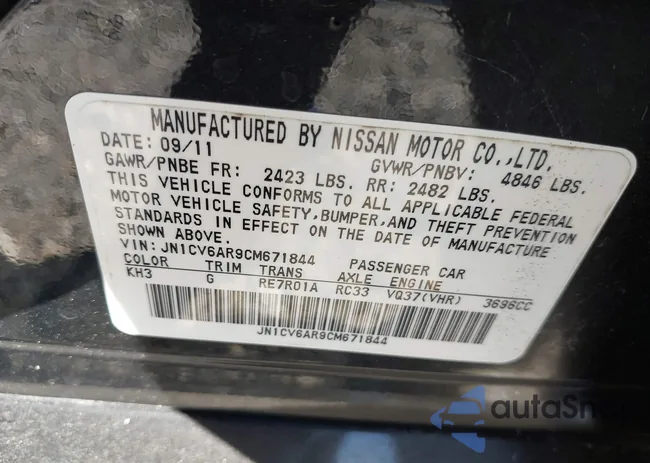 MANUFACTURED BY NISSAN MOTOR CO.,LTD.
DATE: 09/11 GVWR/PNBV: 4846 LBS.
GAWR/PNBE FR: 2423 LBS. RR: 2482 LBS.
THIS VEHICLE CONFORMS TO ALL APPLICABLE FEDERAL
MOTOR VEHICLE SAFETY, BUMPER, AND THEFT PREVENTION
STANDARDS IN EFFECT ON THE DATE OF MANUFACTURE
SHOWN ABOVE.
VIN: JN1CV6AR9CM671844 PASSENGER CAR
COLOR TRIM TRANS AXLE ENGINE
KH3 G RE7R01A RC33 VQ37(VHR) 3696CC
JN1CV6AR9CM671844